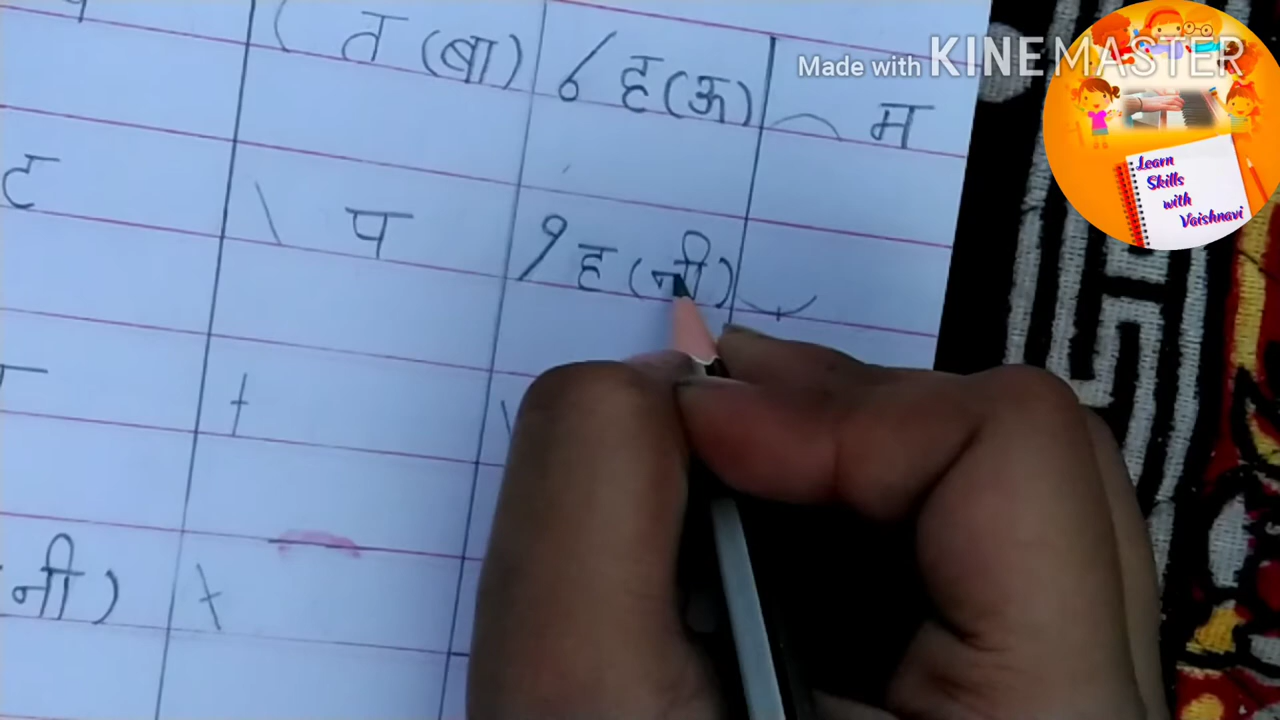 त (बा) ह (ऊ) म
ट प ह (नी)
नी)
Made with KINEMASTER
Learn
Skills
with
Vaishnavi